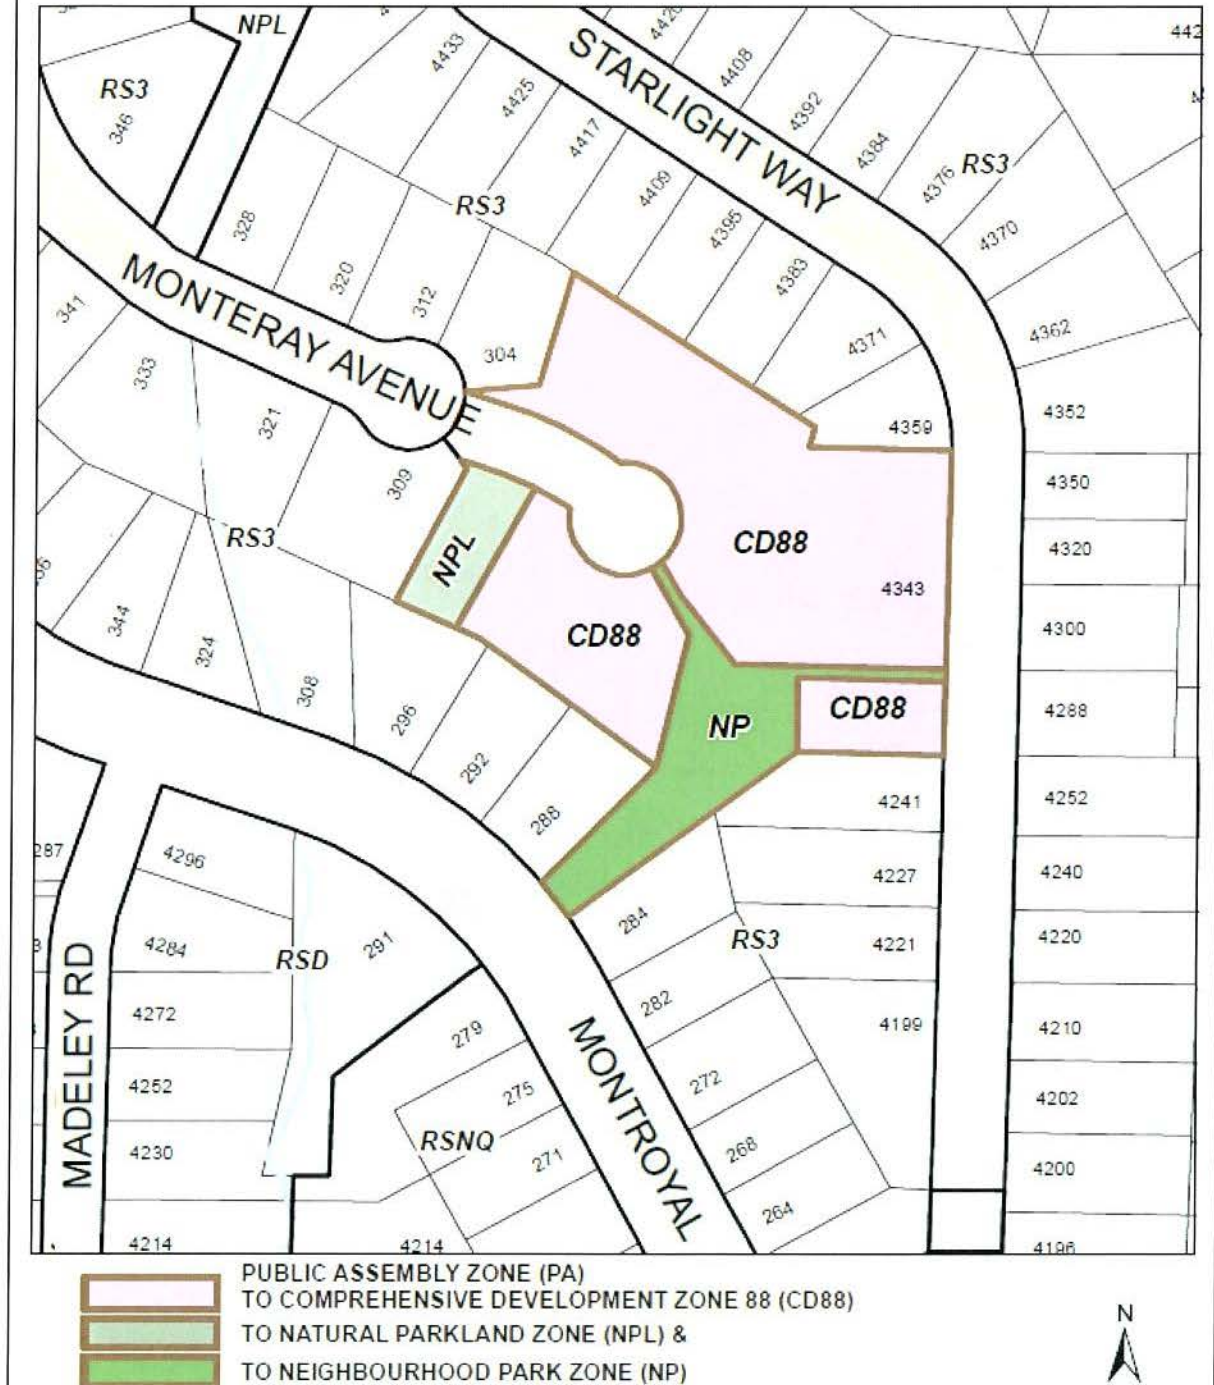 NPL
4433
4425
4408
442
RS3
346
STARLIGHT WAY
4417
4392
4384
4376
RS3
328
RS3
4409
4395
4370
320
4383
MONTERAY AVENUE
341
312
4371
4362
333
304
321
4359
4352
309
4350
RS3
NPL
CD88
4320
4343
344
324
CD88
4300
308
296
NP
CD88
4288
292
288
4241
4252
287
4296
4227
4240
284
RS3
4221
4220
4284
RSD
291
4272
279
282
4199
4210
MADELEY RD
MONTROYAL
4252
275
272
4202
4230
RSNQ
271
268
4200
264
4214
4214
4196
PUBLIC ASSEMBLY ZONE (PA)
TO COMPREHENSIVE DEVELOPMENT ZONE 88 (CD88)
N
TO NATURAL PARKLAND ZONE (NPL) &
TO NEIGHBOURHOOD PARK ZONE (NP)